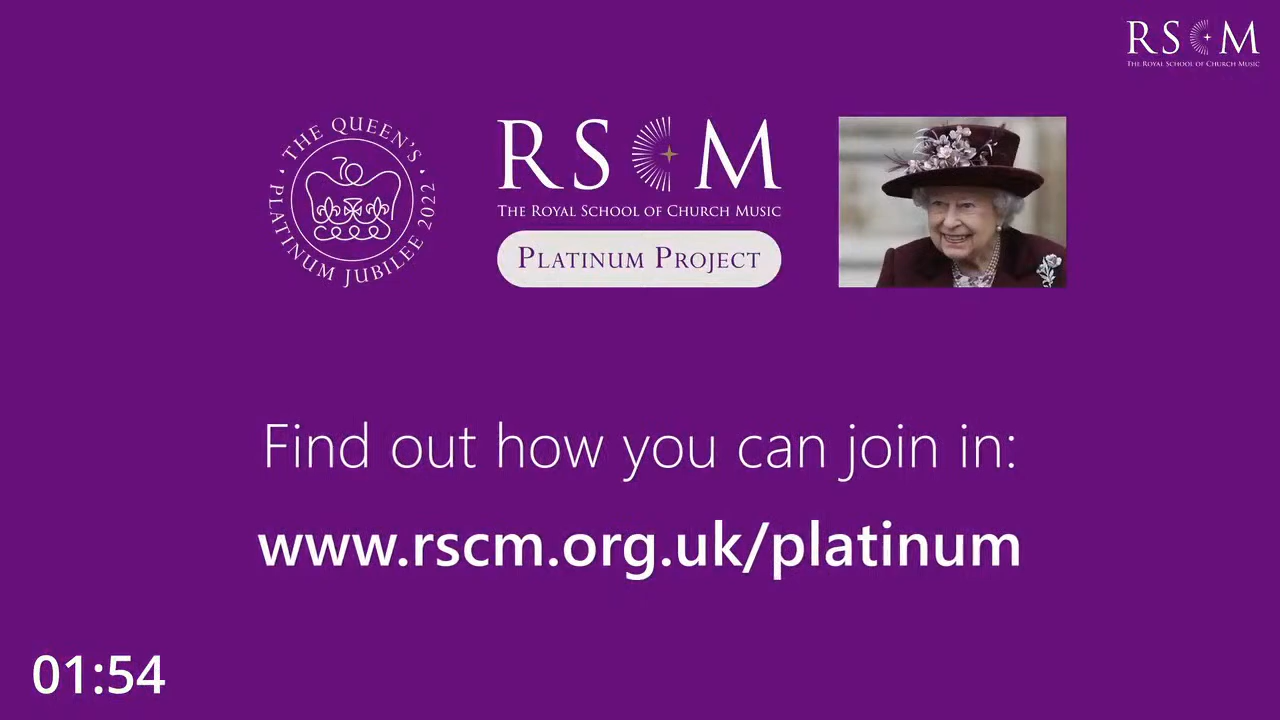 RSCM
THE ROYAL SCHOOL OF CHURCH MUSIC
THE QUEEN'S
PLATINUM JUBILEE 2022
70
RSCM
THE ROYAL SCHOOL OF CHURCH MUSIC
PLATINUM PROJECT
Find out how you can join in:
www.rscm.org.uk/platinum
01:54